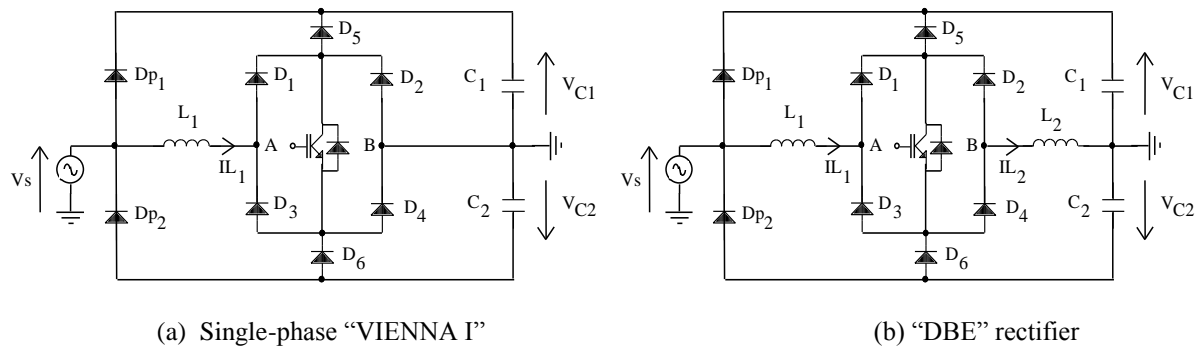 D5
Dp1
D1
D2
C1
VC1
L1
A
B
IL1
Vs
D3
D4
C2
VC2
Dp2
D6
(a) Single-phase “VIENNA I”
D5
Dp1
D1
D2
C1
VC1
L1
L2
A
B
IL1
IL2
Vs
D3
D4
C2
VC2
Dp2
D6
(b) “DBE” rectifier